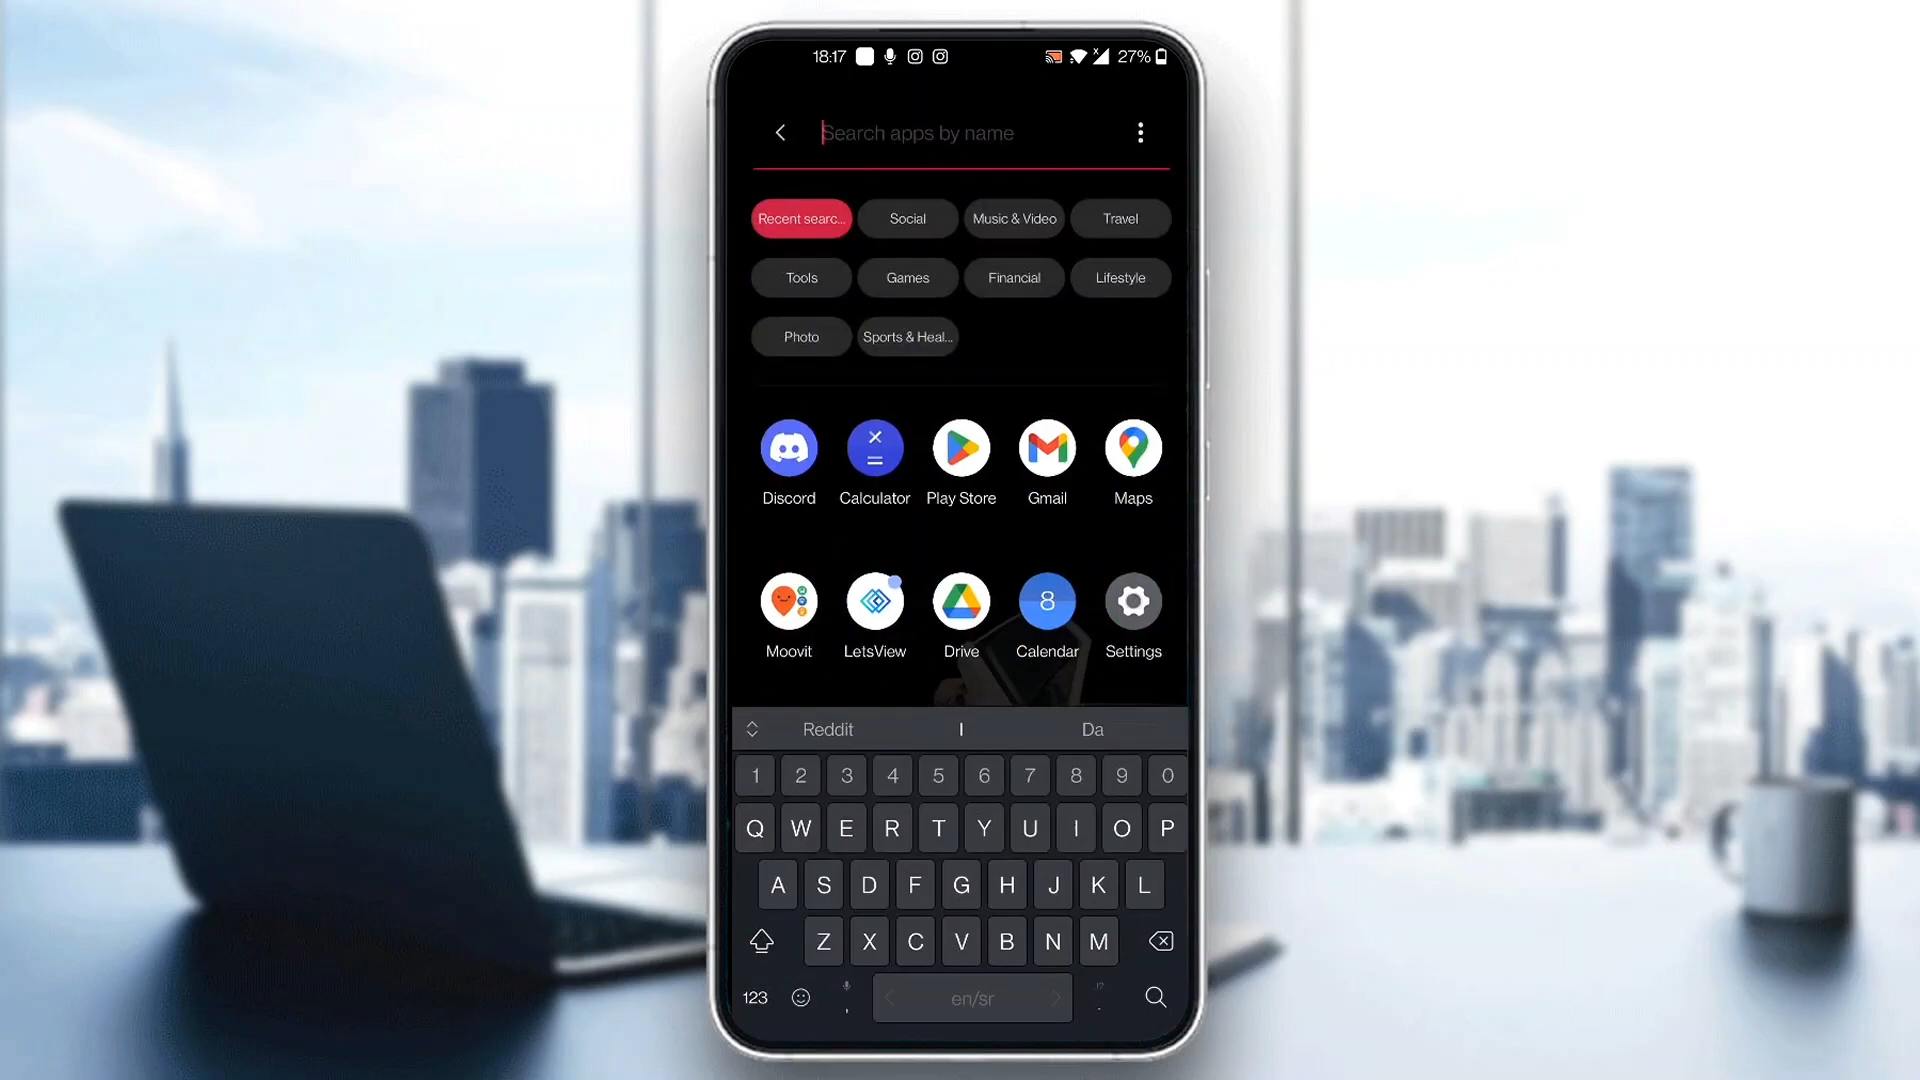 18:17 27%
Search apps by name
Recent searc... Social Music & Video Travel
Tools Games Financial Lifestyle
Photo Sports & Heal...
Discord Calculator Play Store Gmail Maps
8
Moovit LetsView Drive Calendar Settings
Reddit I Da
1 2 3 4 5 6 7 8 9 0
Q W E R T Y U I O P
A S D F G H J K L
Z X C V B N M
!?
123 , en/sr .